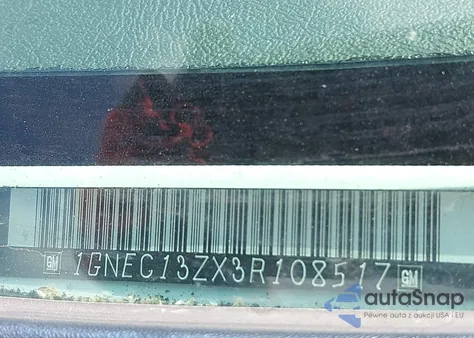 GM 1GNEC13ZX3R108517 GM
autoSnap
Pewne auta z aukcji USA i EU